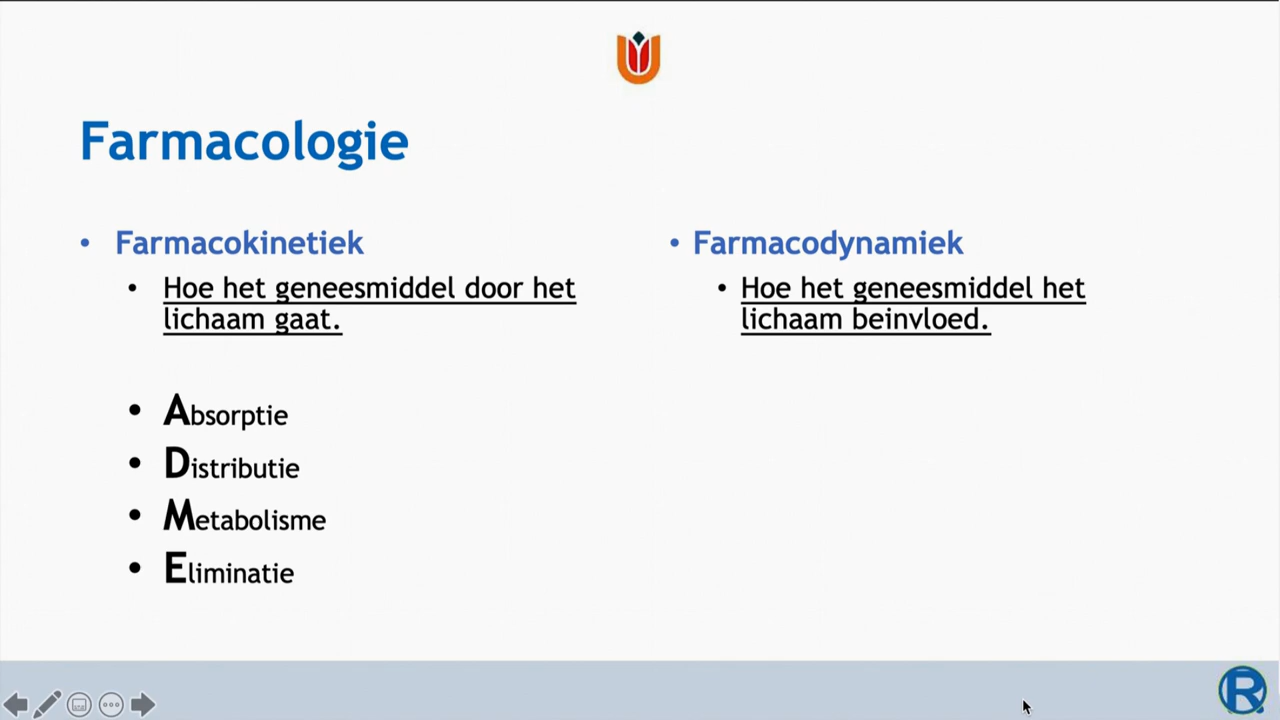 Farmacologie
• Farmacokinetiek
• Hoe het geneesmiddel door het
lichaam gaat.
• Absorptie
• Distributie
• Metabolisme
• Eliminatie
• Farmacodynamiek
• Hoe het geneesmiddel het
lichaam beinvloed.
R